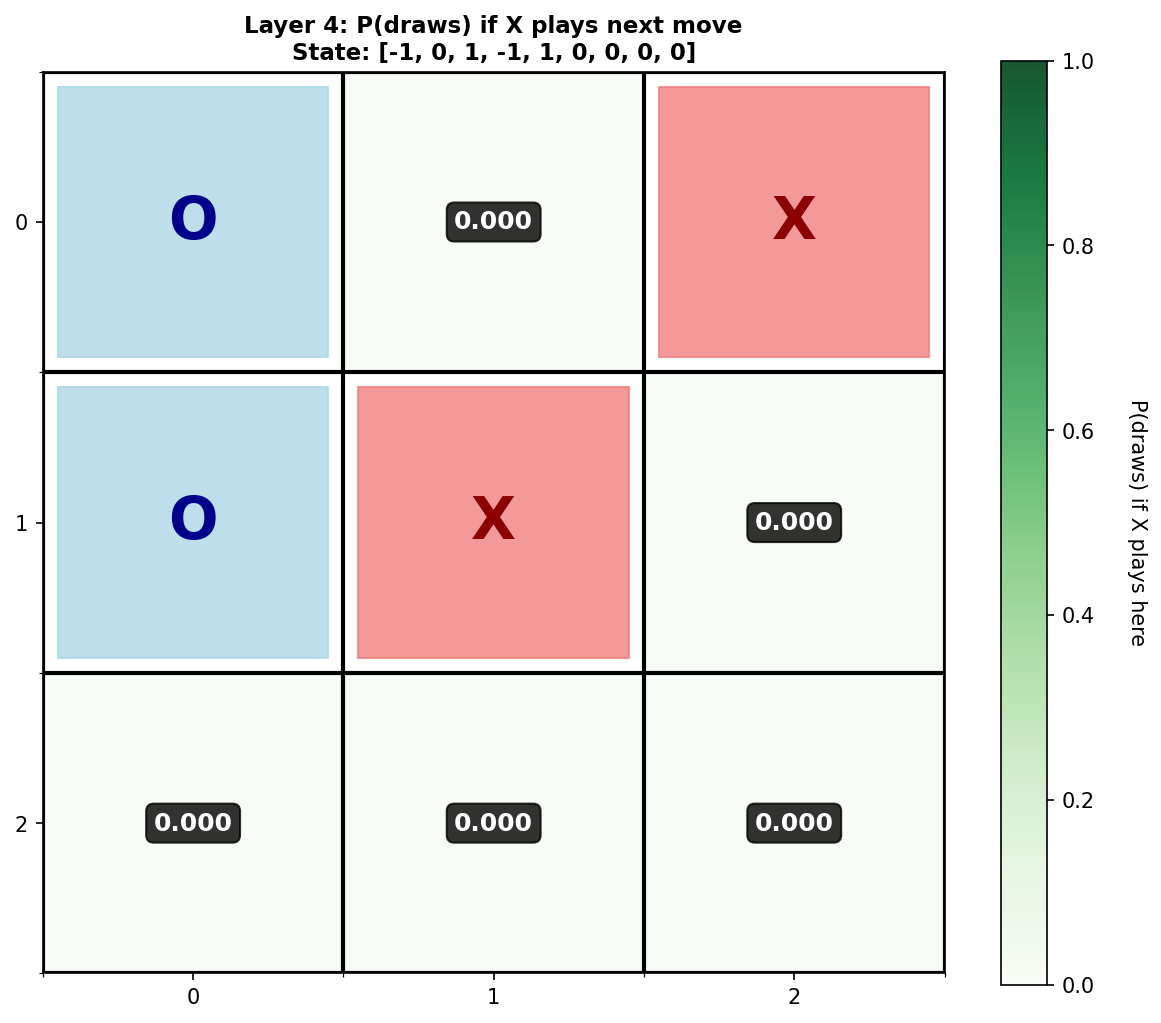 Layer 4: P(draws) if X plays next move
State: [-1, 0, 1, -1, 1, 0, 0, 0, 0]
O
0.000
X
O
X
0.000
0.000
0.000
0.000
0
1
2
0
1
2
1.0
0.8
0.6
0.4
0.2
0.0
P(draws) if X plays here